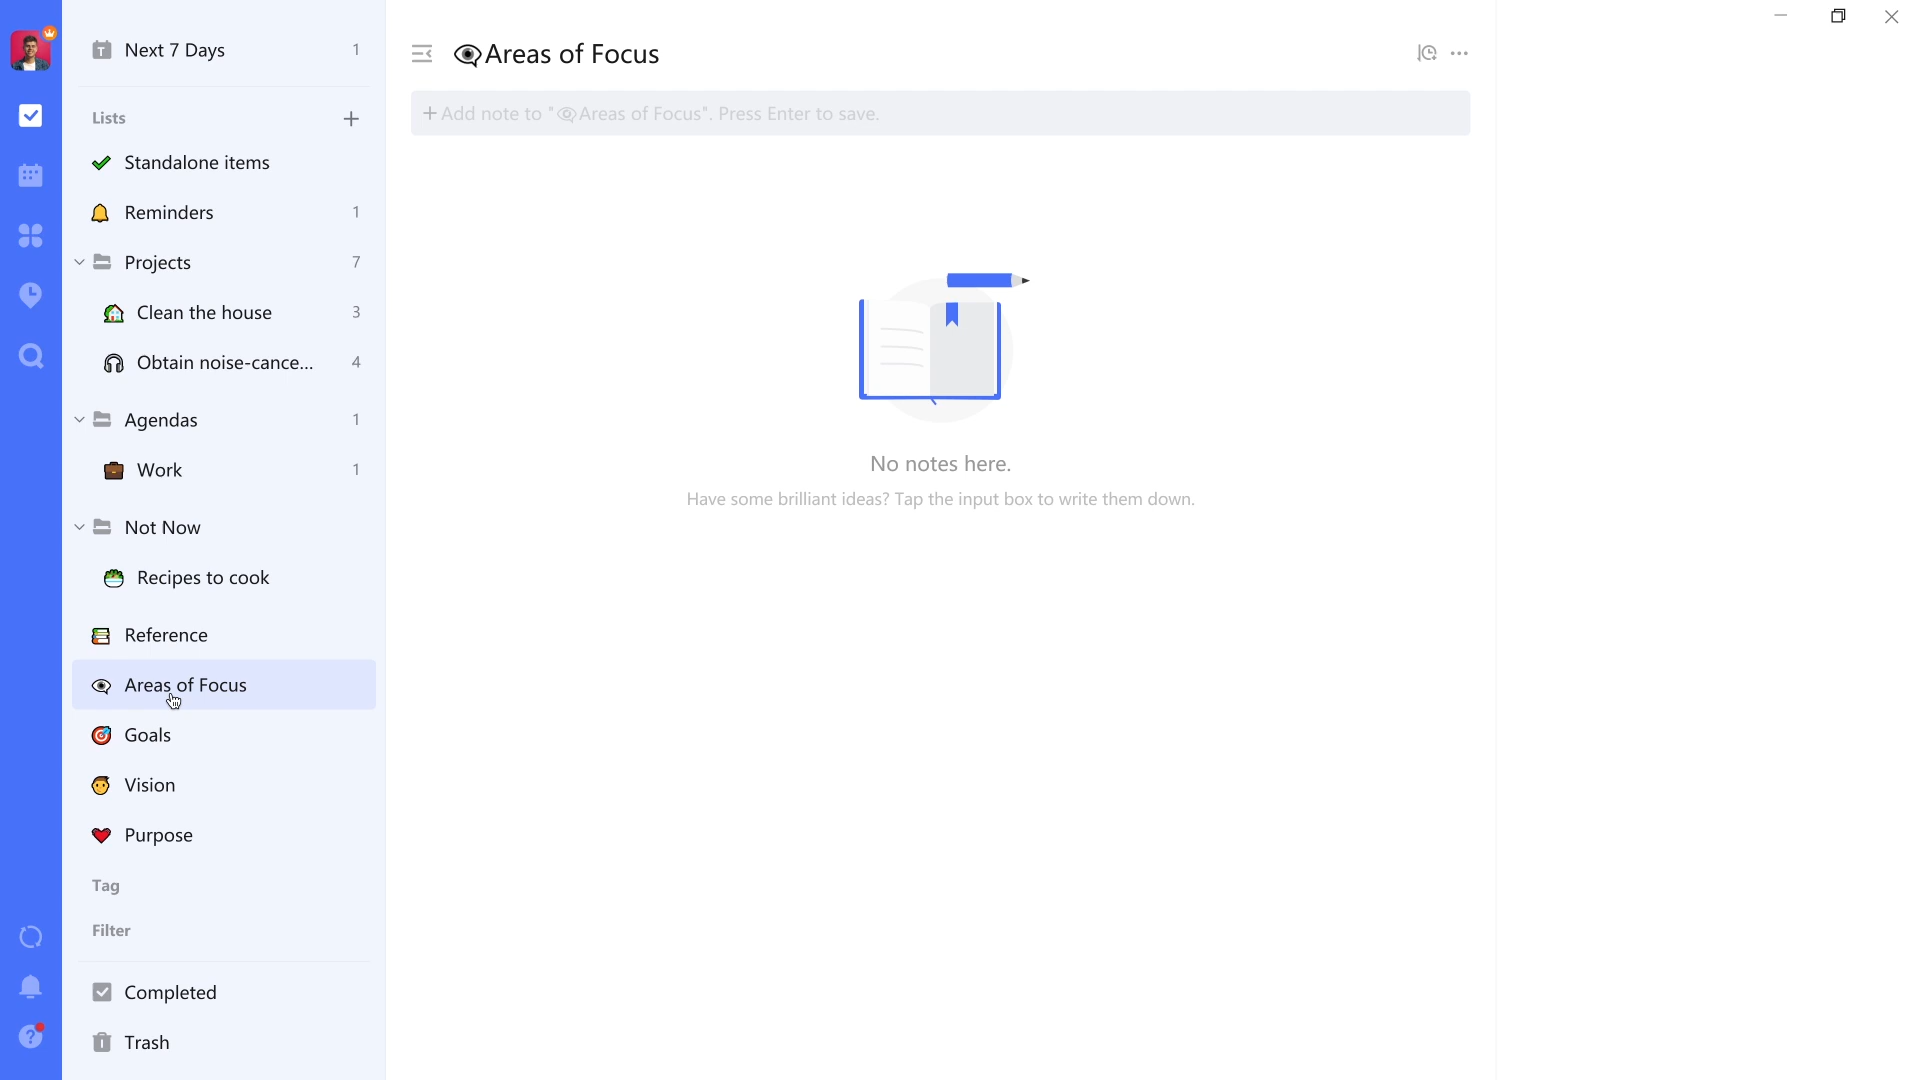 Next 7 Days 1
Lists
Standalone items
Reminders 1
Projects 7
Clean the house 3
Obtain noise-cance... 4
Agendas 1
Work 1
Not Now
Recipes to cook
Reference
Areas of Focus
Goals
Vision
Purpose
Tag
Filter
Completed
Trash
Areas of Focus
+ Add note to "👁Areas of Focus". Press Enter to save.
No notes here.
Have some brilliant ideas? Tap the input box to write them down.